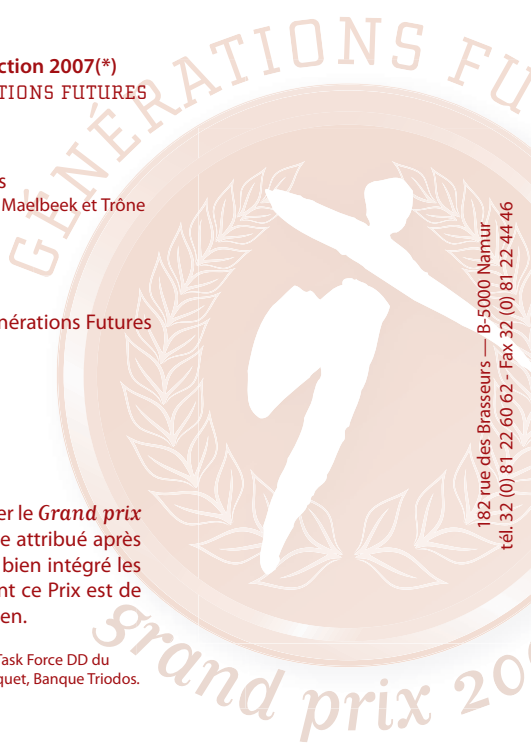 ction 2007(*)
TIONS FUTURES
s
Maelbeek et Trône
nérations Futures
er le Grand prix
e attribué après
bien intégré les
nt ce Prix est de
en.
Task Force DD du
quet, Banque Triodos.
GÉNÉRATIONS FU
grand prix 200
182 rue des Brasseurs — B-5000 Namur
tél. 32 (0) 81 22 60 62 - Fax 32 (0) 81 22 44 46